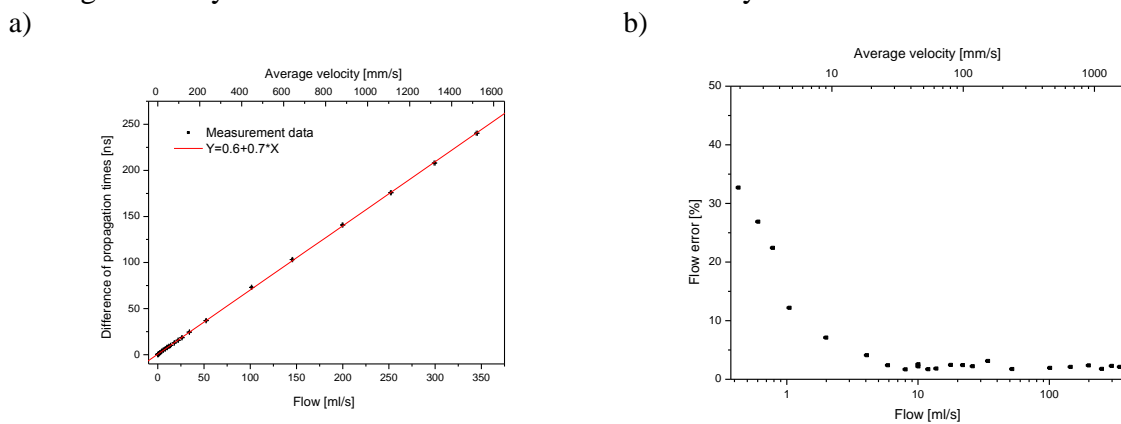 a)
b)
Average velocity [mm/s]
0 200 400 600 800 1000 1200 1400 1600
Difference of propagation times [ns]
250
200
150
100
50
0
Measurement data
Y=0.6+0.7*X
0 50 100 150 200 250 300 350
Flow [ml/s]
Average velocity [mm/s]
10 100 1000
Flow error [%]
50
40
30
20
10
0
1 10 100
Flow [ml/s]